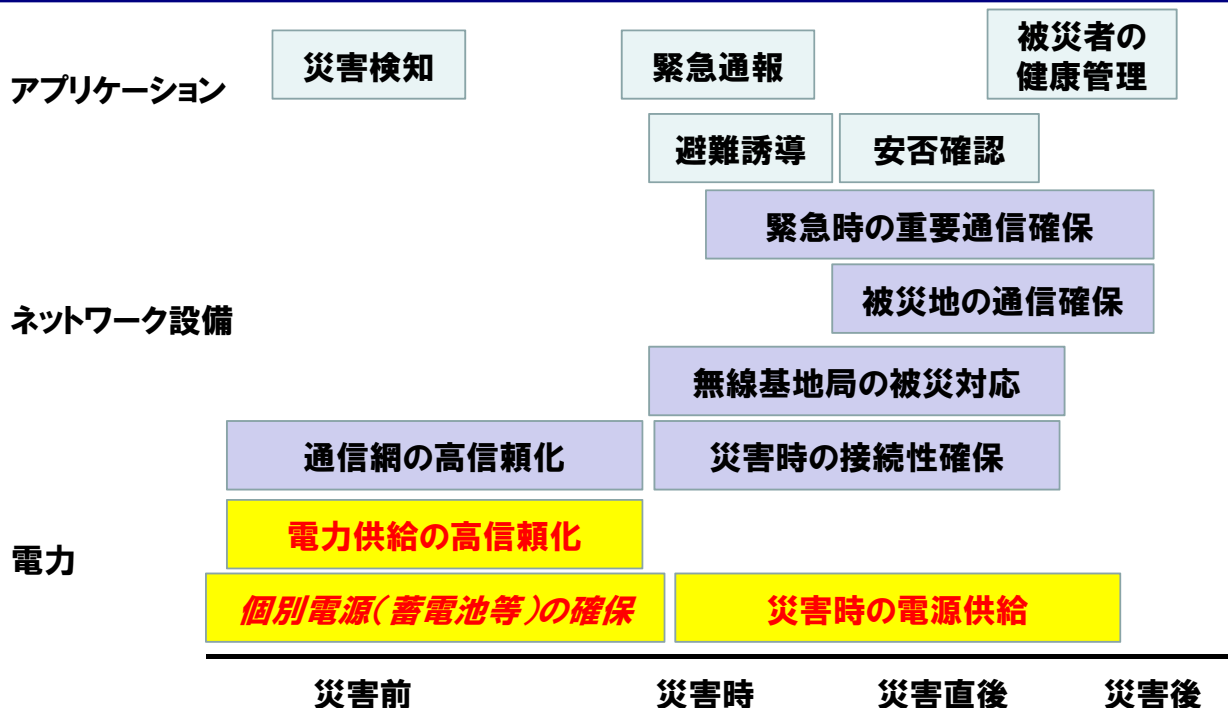 アプリケーション
災害検知
緊急通報
被災者の
健康管理
避難誘導
安否確認
緊急時の重要通信確保
被災地の通信確保
ネットワーク設備
無線基地局の被災対応
通信網の高信頼化
災害時の接続性確保
電力供給の高信頼化
電力
個別電源(蓄電池等)の確保
災害時の電源供給
災害前
災害時
災害直後
災害後